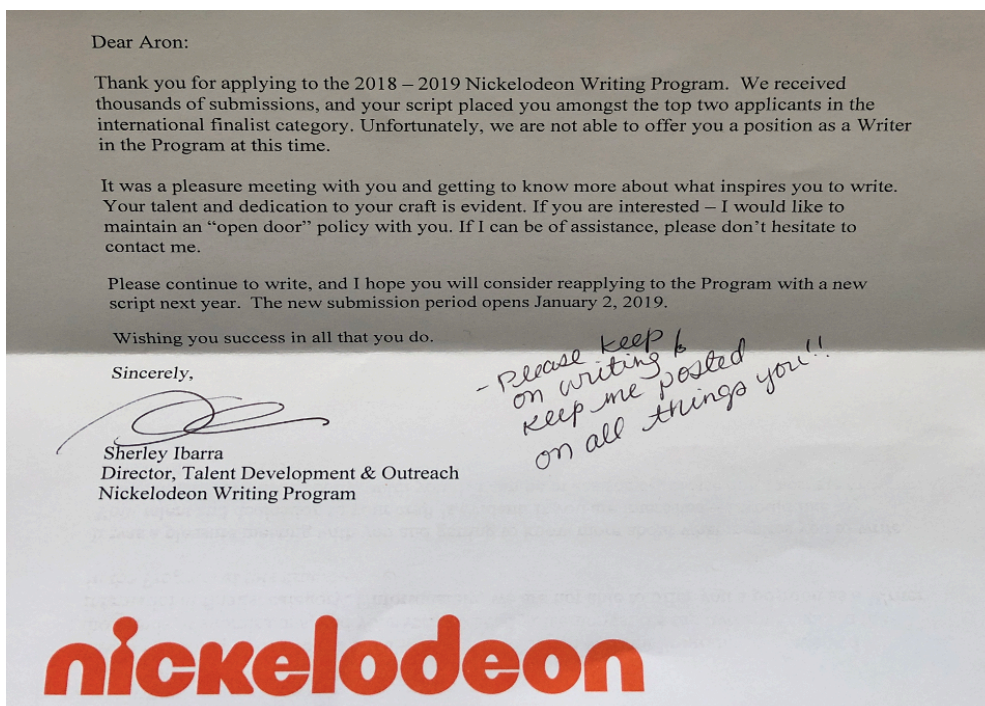 Dear Aron:
Thank you for applying to the 2018 – 2019 Nickelodeon Writing Program.  We received
thousands of submissions, and your script placed you amongst the top two applicants in the
international finalist category. Unfortunately, we are not able to offer you a position as a Writer
in the Program at this time.
It was a pleasure meeting with you and getting to know more about what inspires you to write.
Your talent and dedication to your craft is evident. If you are interested – I would like to
maintain an “open door” policy with you. If I can be of assistance, please don’t hesitate to
contact me.
Please continue to write, and I hope you will consider reapplying to the Program with a new
script next year.  The new submission period opens January 2, 2019.
Wishing you success in all that you do.
Sincerely,
- Please keep
on writing &
keep me posted
on all things you!!
Sherley Ibarra
Director, Talent Development & Outreach
Nickelodeon Writing Program
nickelodeon